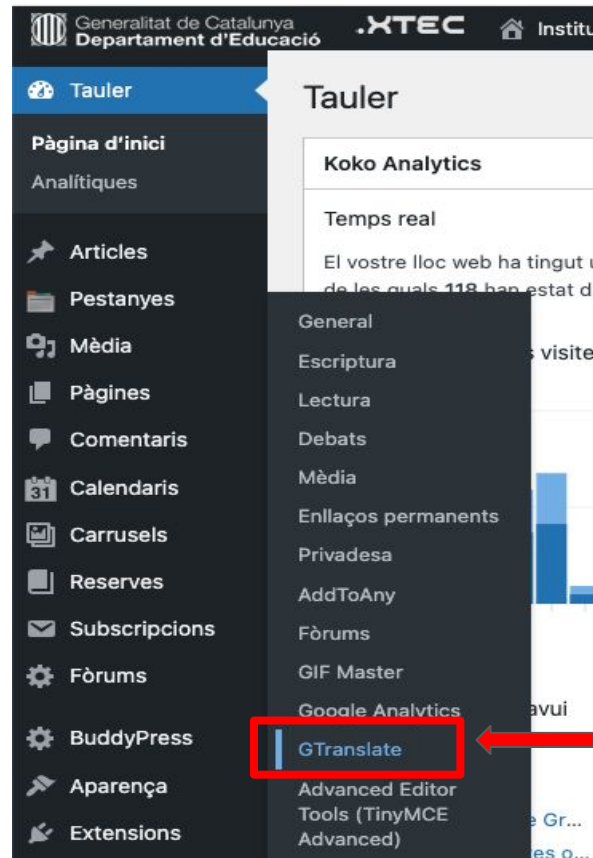 Generalitat de Catalunya
Departament d'Educació
.XTEC
Tauler
Pàgina d'inici
Analítiques
Articles
Pestanyes
Mèdia
Pàgines
Comentaris
Calendaris
31
Carrusels
Reserves
Subscripcions
Fòrums
BuddyPress
Aparença
Extensions
Tauler
Koko Analytics
Temps real
El vostre lloc web ha tingut
de les quals 118 han estat
visite
General
Escriptura
Lectura
Debats
Mèdia
Enllaços permanents
Privadesa
AddToAny
Fòrums
GIF Master
Google Analytics
GTranslate
Advanced Editor
Tools (TinyMCE
Advanced)
avui
Gr...